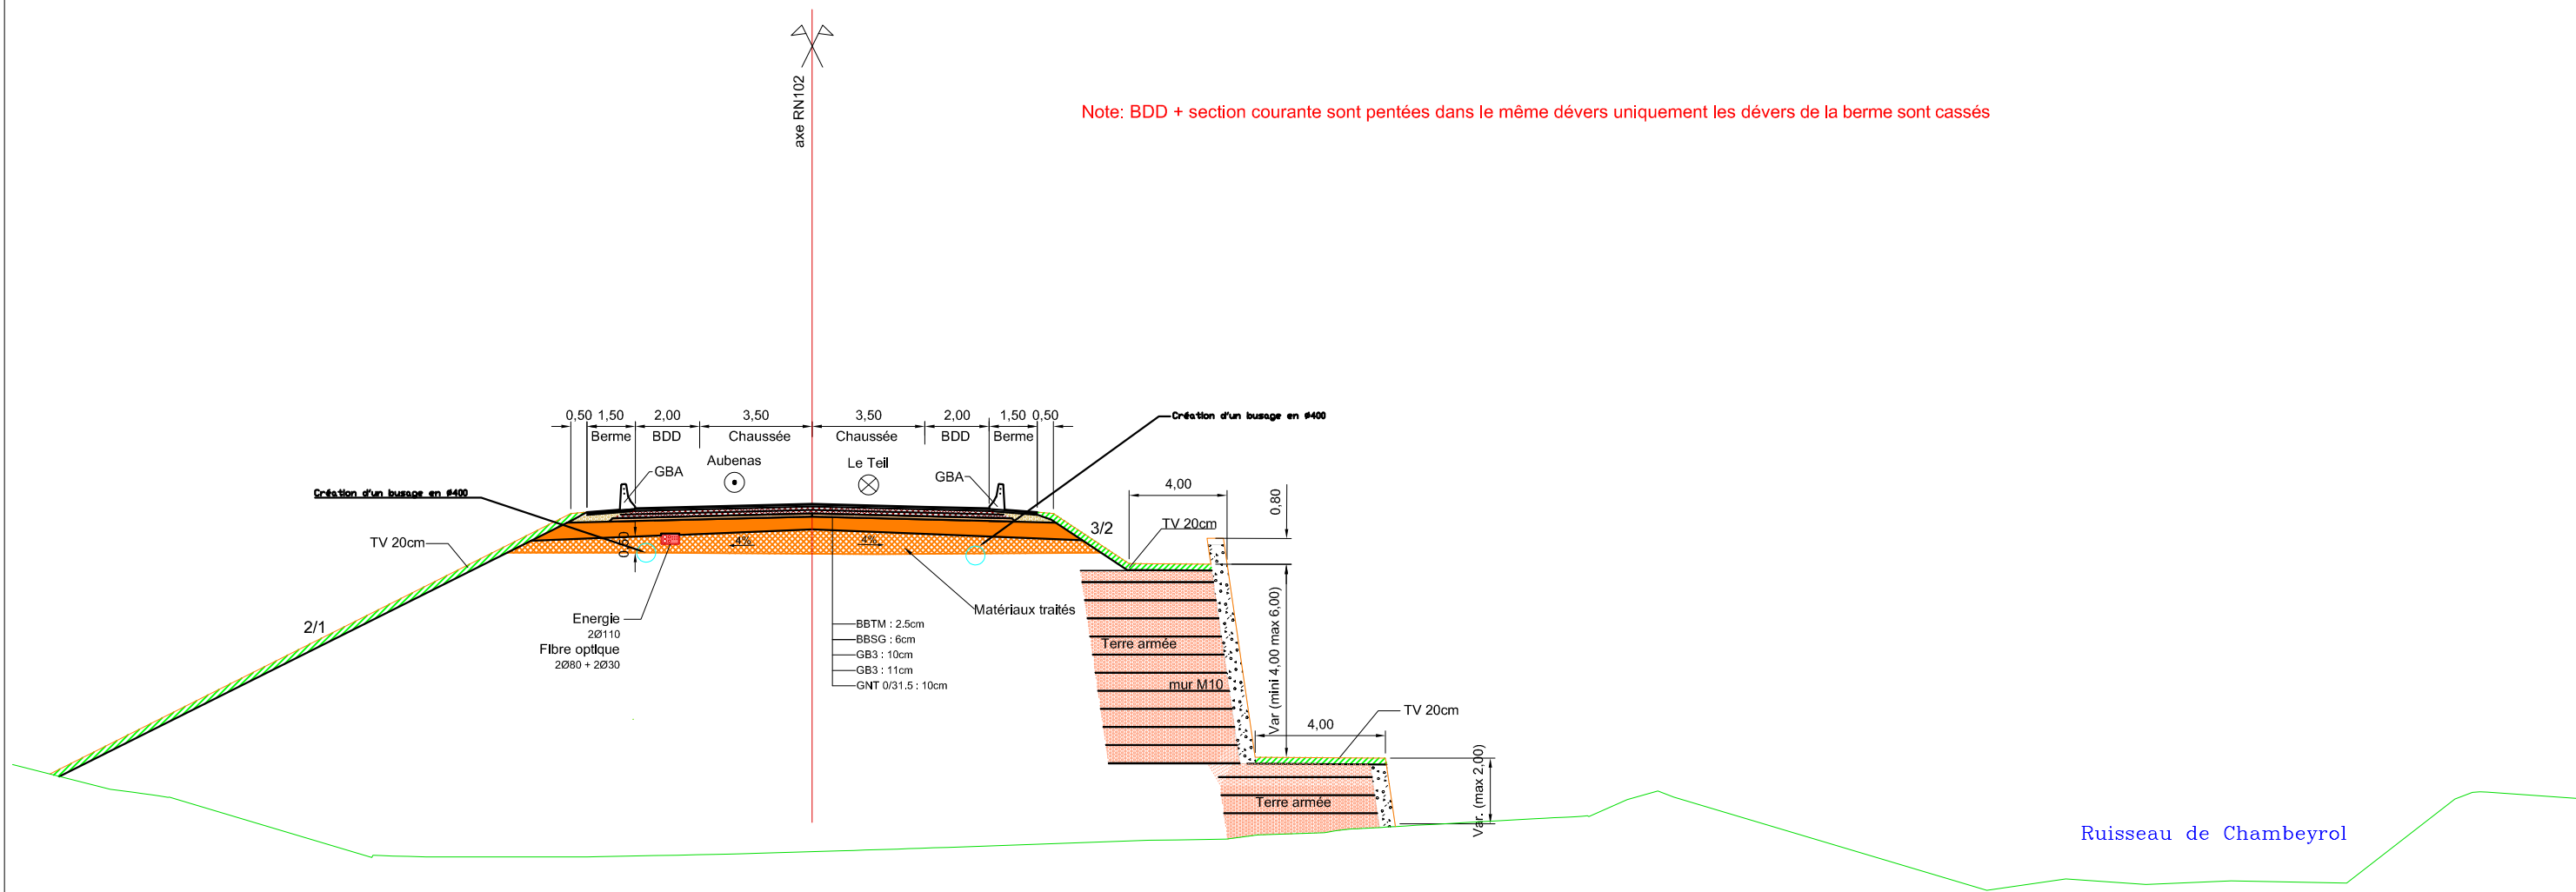 axe RN102
Note: BDD + section courante sont pentées dans le même dévers uniquement les dévers de la berme sont cassés
0,50 1,50 2,00 3,50 3,50 2,00 1,50 0,50
Berme BDD Chaussée Chaussée BDD Berme
Création d'un busage en Ø400
Aubenas
Le Teil
GBA
GBA
Création d'un busage en Ø400
4,00
0,80
TV 20cm
3/2
TV 20cm
0,50
4%
4%
2/1
Energie
2Ø110
Fibre optique
2Ø80 + 2Ø30
Matériaux traités
BBTM : 2.5cm
BBSG : 6cm
GB3 : 10cm
GB3 : 11cm
GNT 0/31.5 : 10cm
Terre armée
mur M10
Var (mini 4,00 max 6,00)
4,00
TV 20cm
Var. (max 2,00)
Terre armée
Ruisseau de Chambeyrol